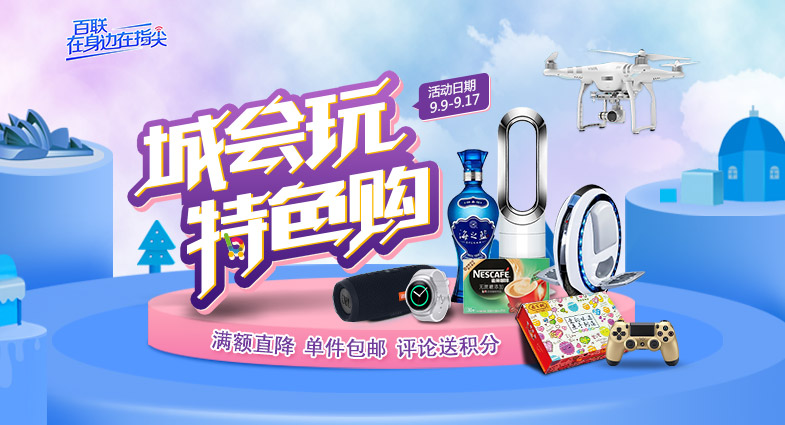 百联
在身边在指尖
活动日期
9.9-9.17
城会玩
特色购
海之蓝
NESCAFÉ
满额直降 单件包邮 评论送积分